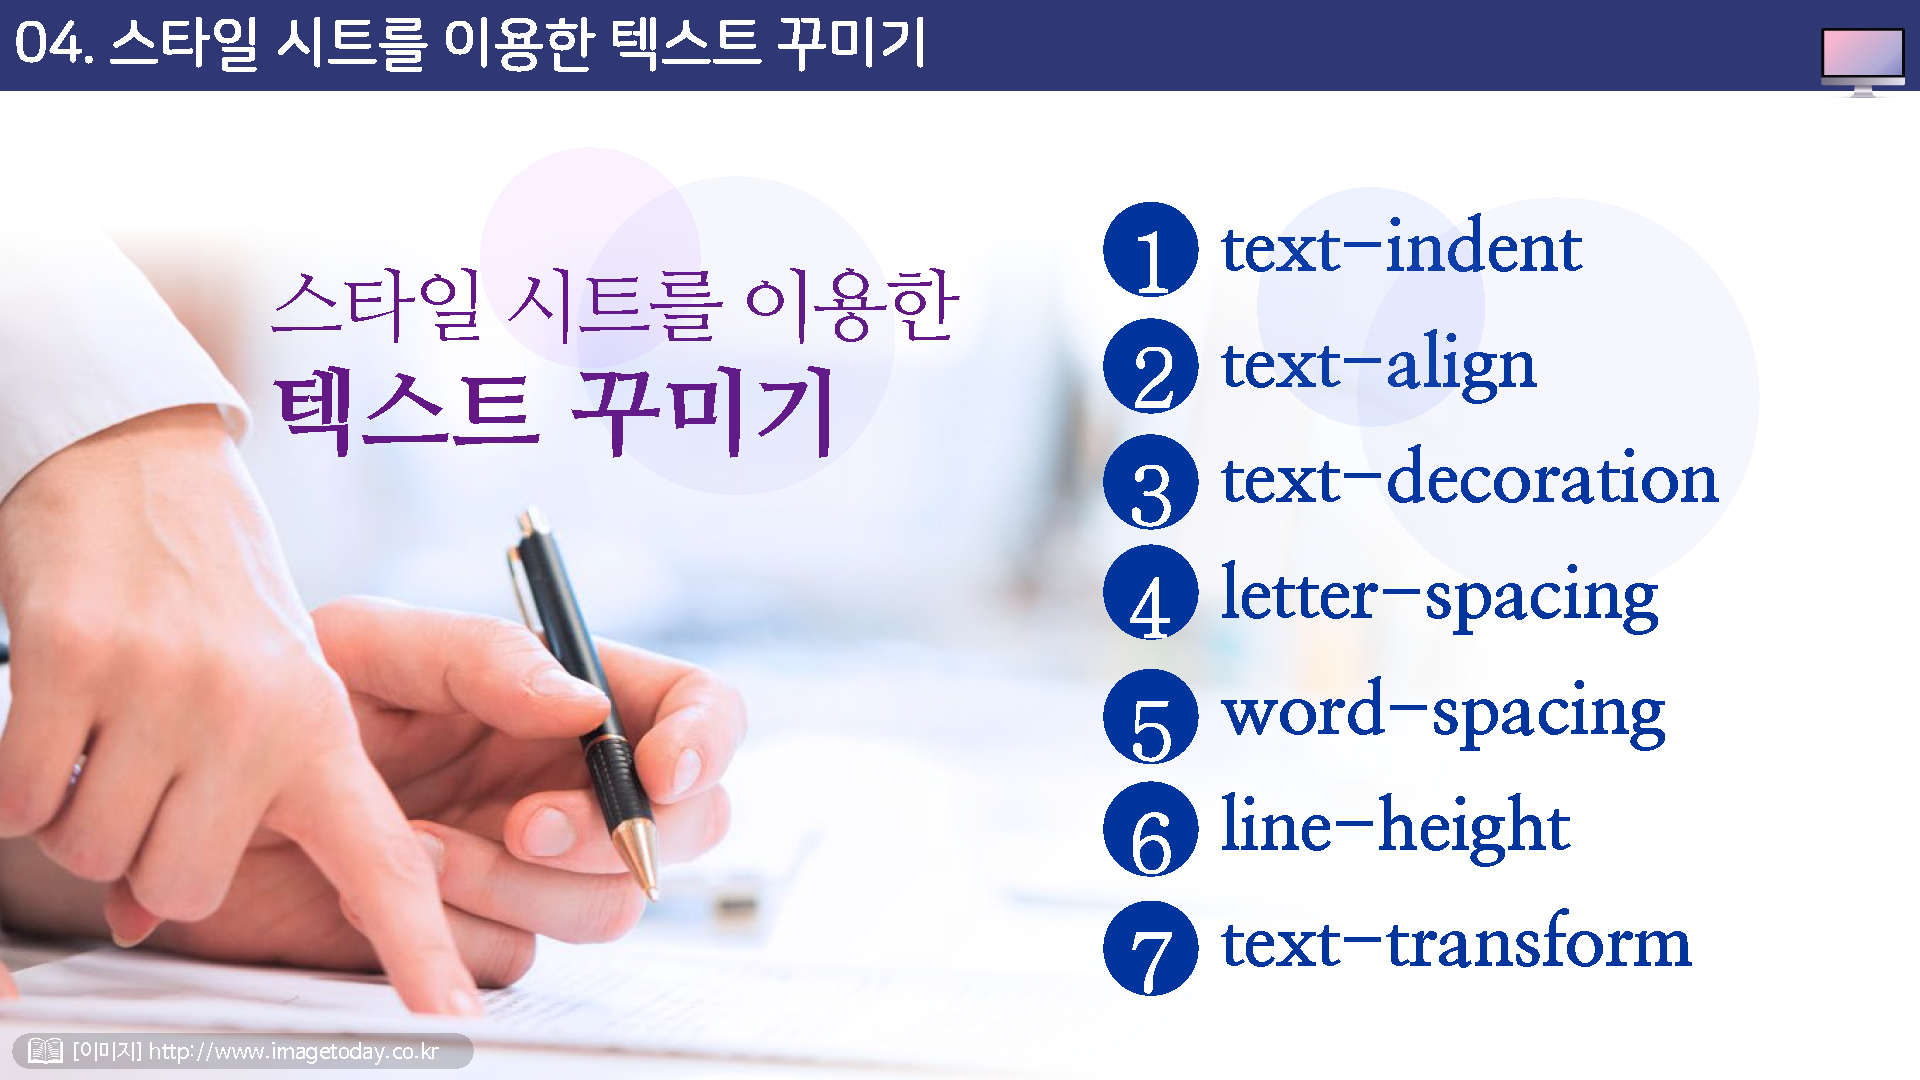 04. 스타일 시트를 이용한 텍스트 꾸미기
스타일 시트를 이용한
텍스트 꾸미기
1 text-indent
2 text-align
3 text-decoration
4 letter-spacing
5 word-spacing
6 line-height
7 text-transform
[이미지] http://www.imagetoday.co.kr